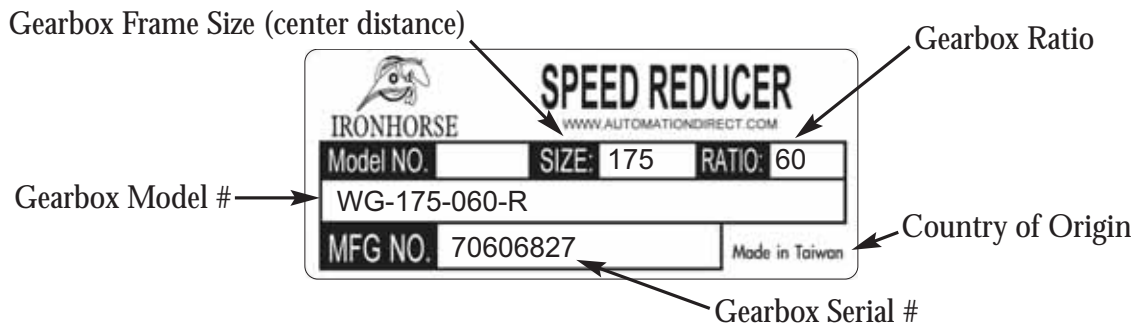 Gearbox Frame Size (center distance)
Gearbox Ratio
IRONHORSE
SPEED REDUCER
WWW.AUTOMATIONDIRECT.COM
Model NO. SIZE: 175 RATIO: 60
Gearbox Model #
WG-175-060-R
MFG NO. 70606827
Made in Taiwan
Country of Origin
Gearbox Serial #